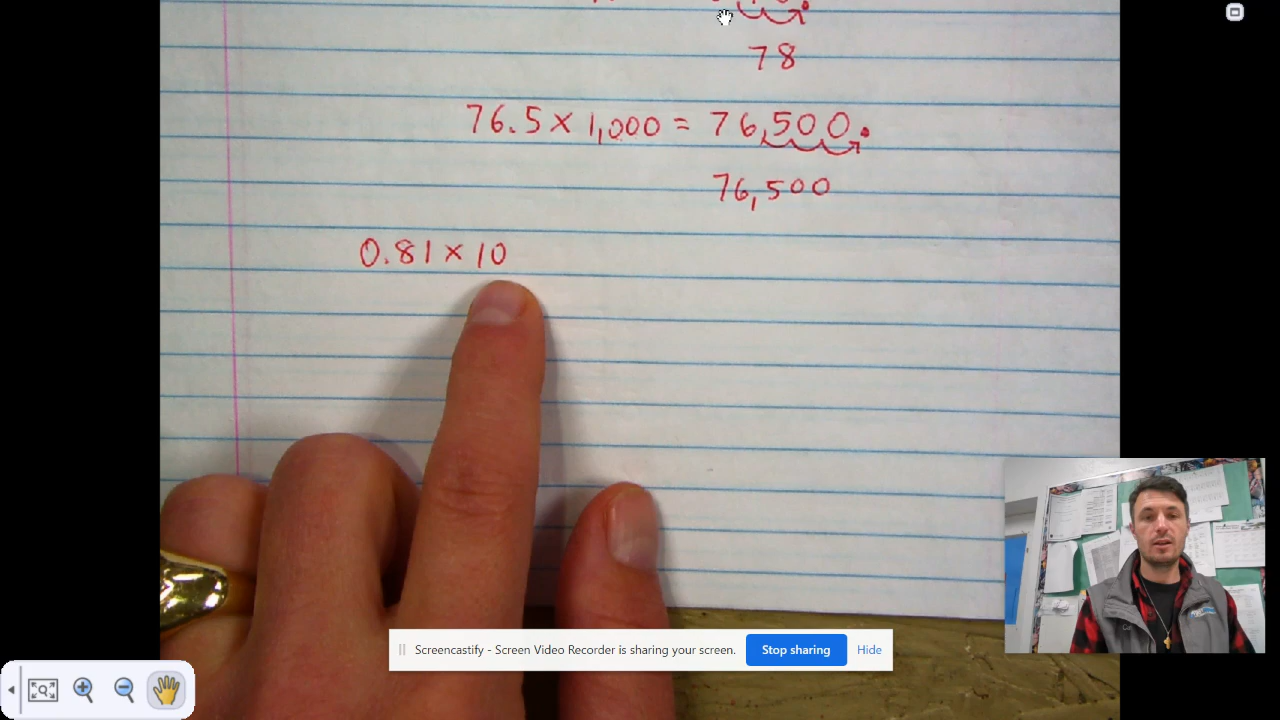 78
76.5 × 1,000 = 76,500.
76,500
0.81 × 10
Screencastify - Screen Video Recorder is sharing your screen.
Stop sharing
Hide